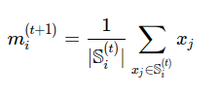 m_i^{(t+1)} = \frac{1}{|\mathbb{S}_i^{(t)}|} \sum_{x_j \in \mathbb{S}_i^{(t)}} x_j